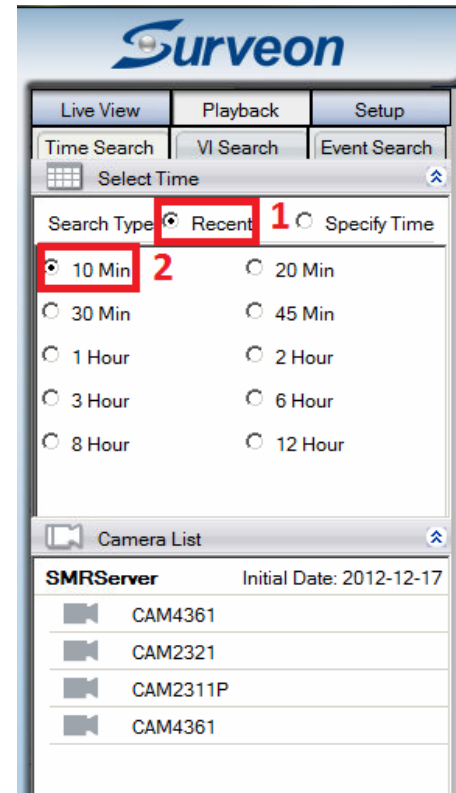 Surveon
Live View Playback Setup
Time Search VI Search Event Search
Select Time
Search Type Recent 1 Specify Time
10 Min 2 20 Min
30 Min 45 Min
1 Hour 2 Hour
3 Hour 6 Hour
8 Hour 12 Hour
Camera List
SMRServer Initial Date: 2012-12-17
CAM4361
CAM2321
CAM2311P
CAM4361